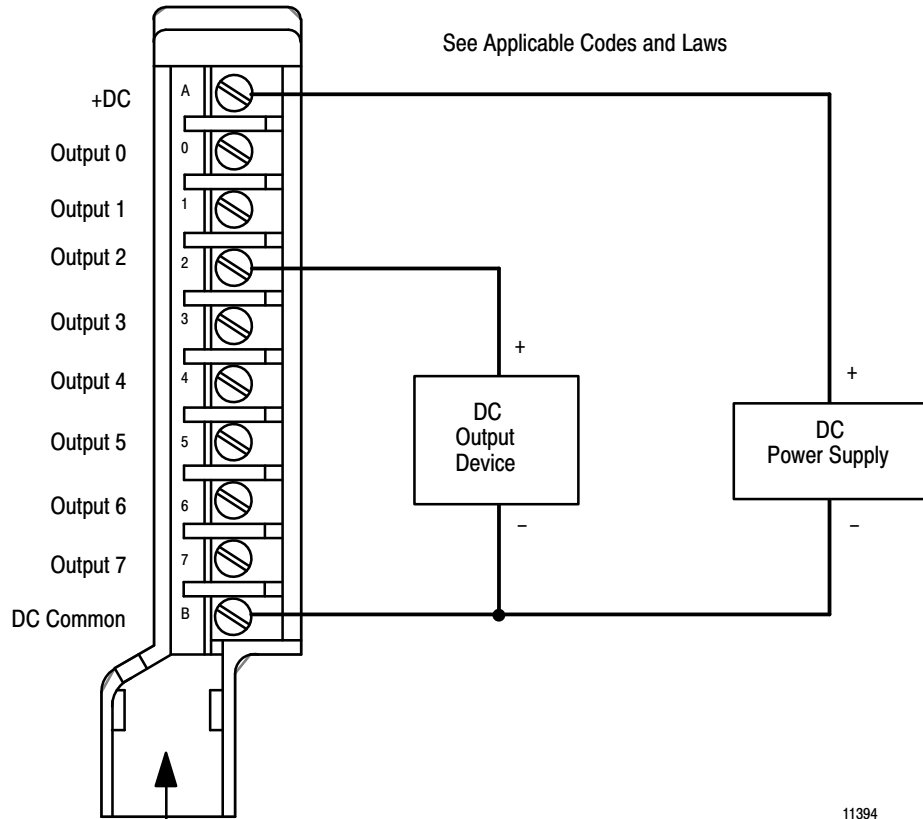 See Applicable Codes and Laws
+DC
A
Output 0
0
Output 1
1
Output 2
2
Output 3
3
Output 4
4
Output 5
5
Output 6
6
Output 7
7
DC Common
B
+
DC
Output
Device
–
+
DC
Power Supply
–
11394